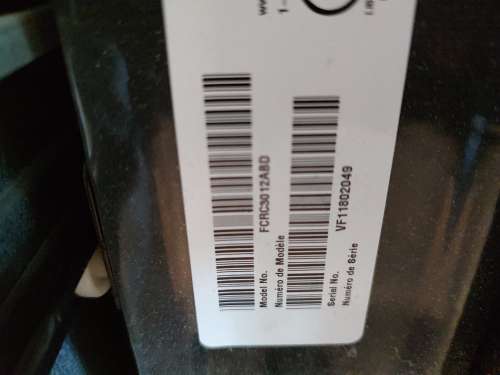 Model No. FCRC3012ABD
Numéro de Modèle
Serial No. VF11802049
Numéro de Série